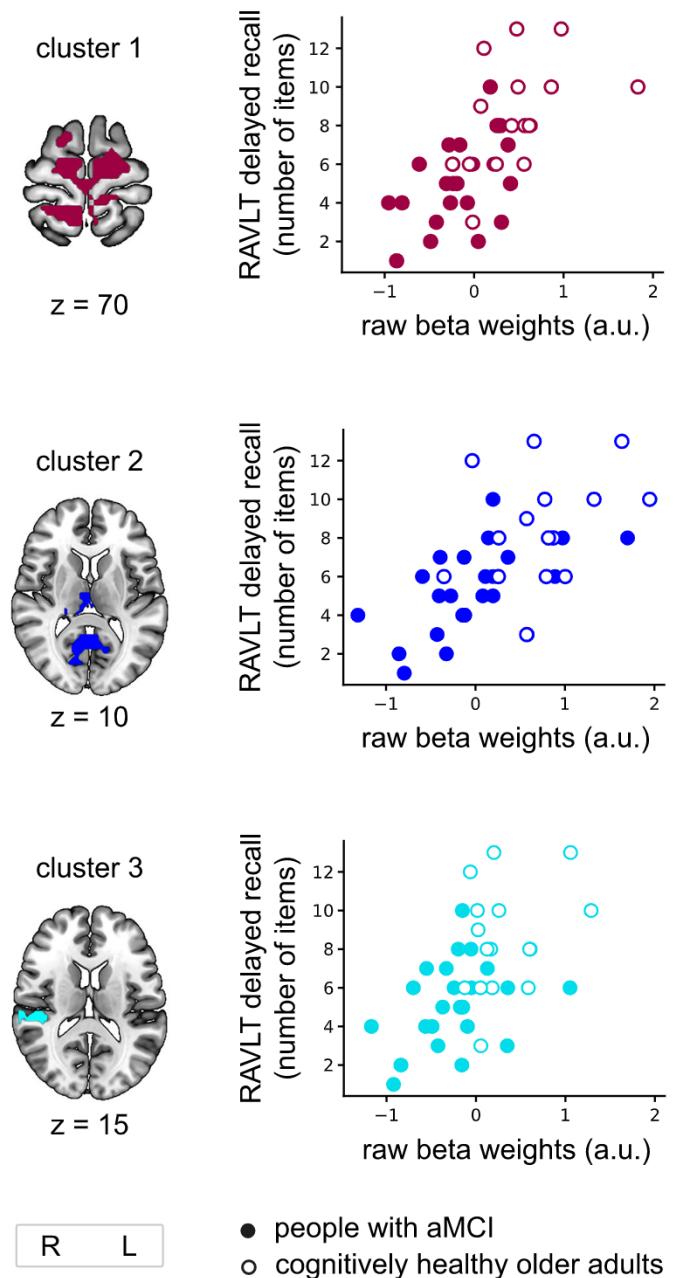 cluster 1
z = 70
RAVLT delayed recall
(number of items)
12
10
8
6
4
2
−1 0 1 2
raw beta weights (a.u.)
cluster 2
z = 10
RAVLT delayed recall
(number of items)
12
10
8
6
4
2
−1 0 1 2
raw beta weights (a.u.)
cluster 3
z = 15
RAVLT delayed recall
(number of items)
12
10
8
6
4
2
−1 0 1 2
raw beta weights (a.u.)
R L
people with aMCI
cognitively healthy older adults